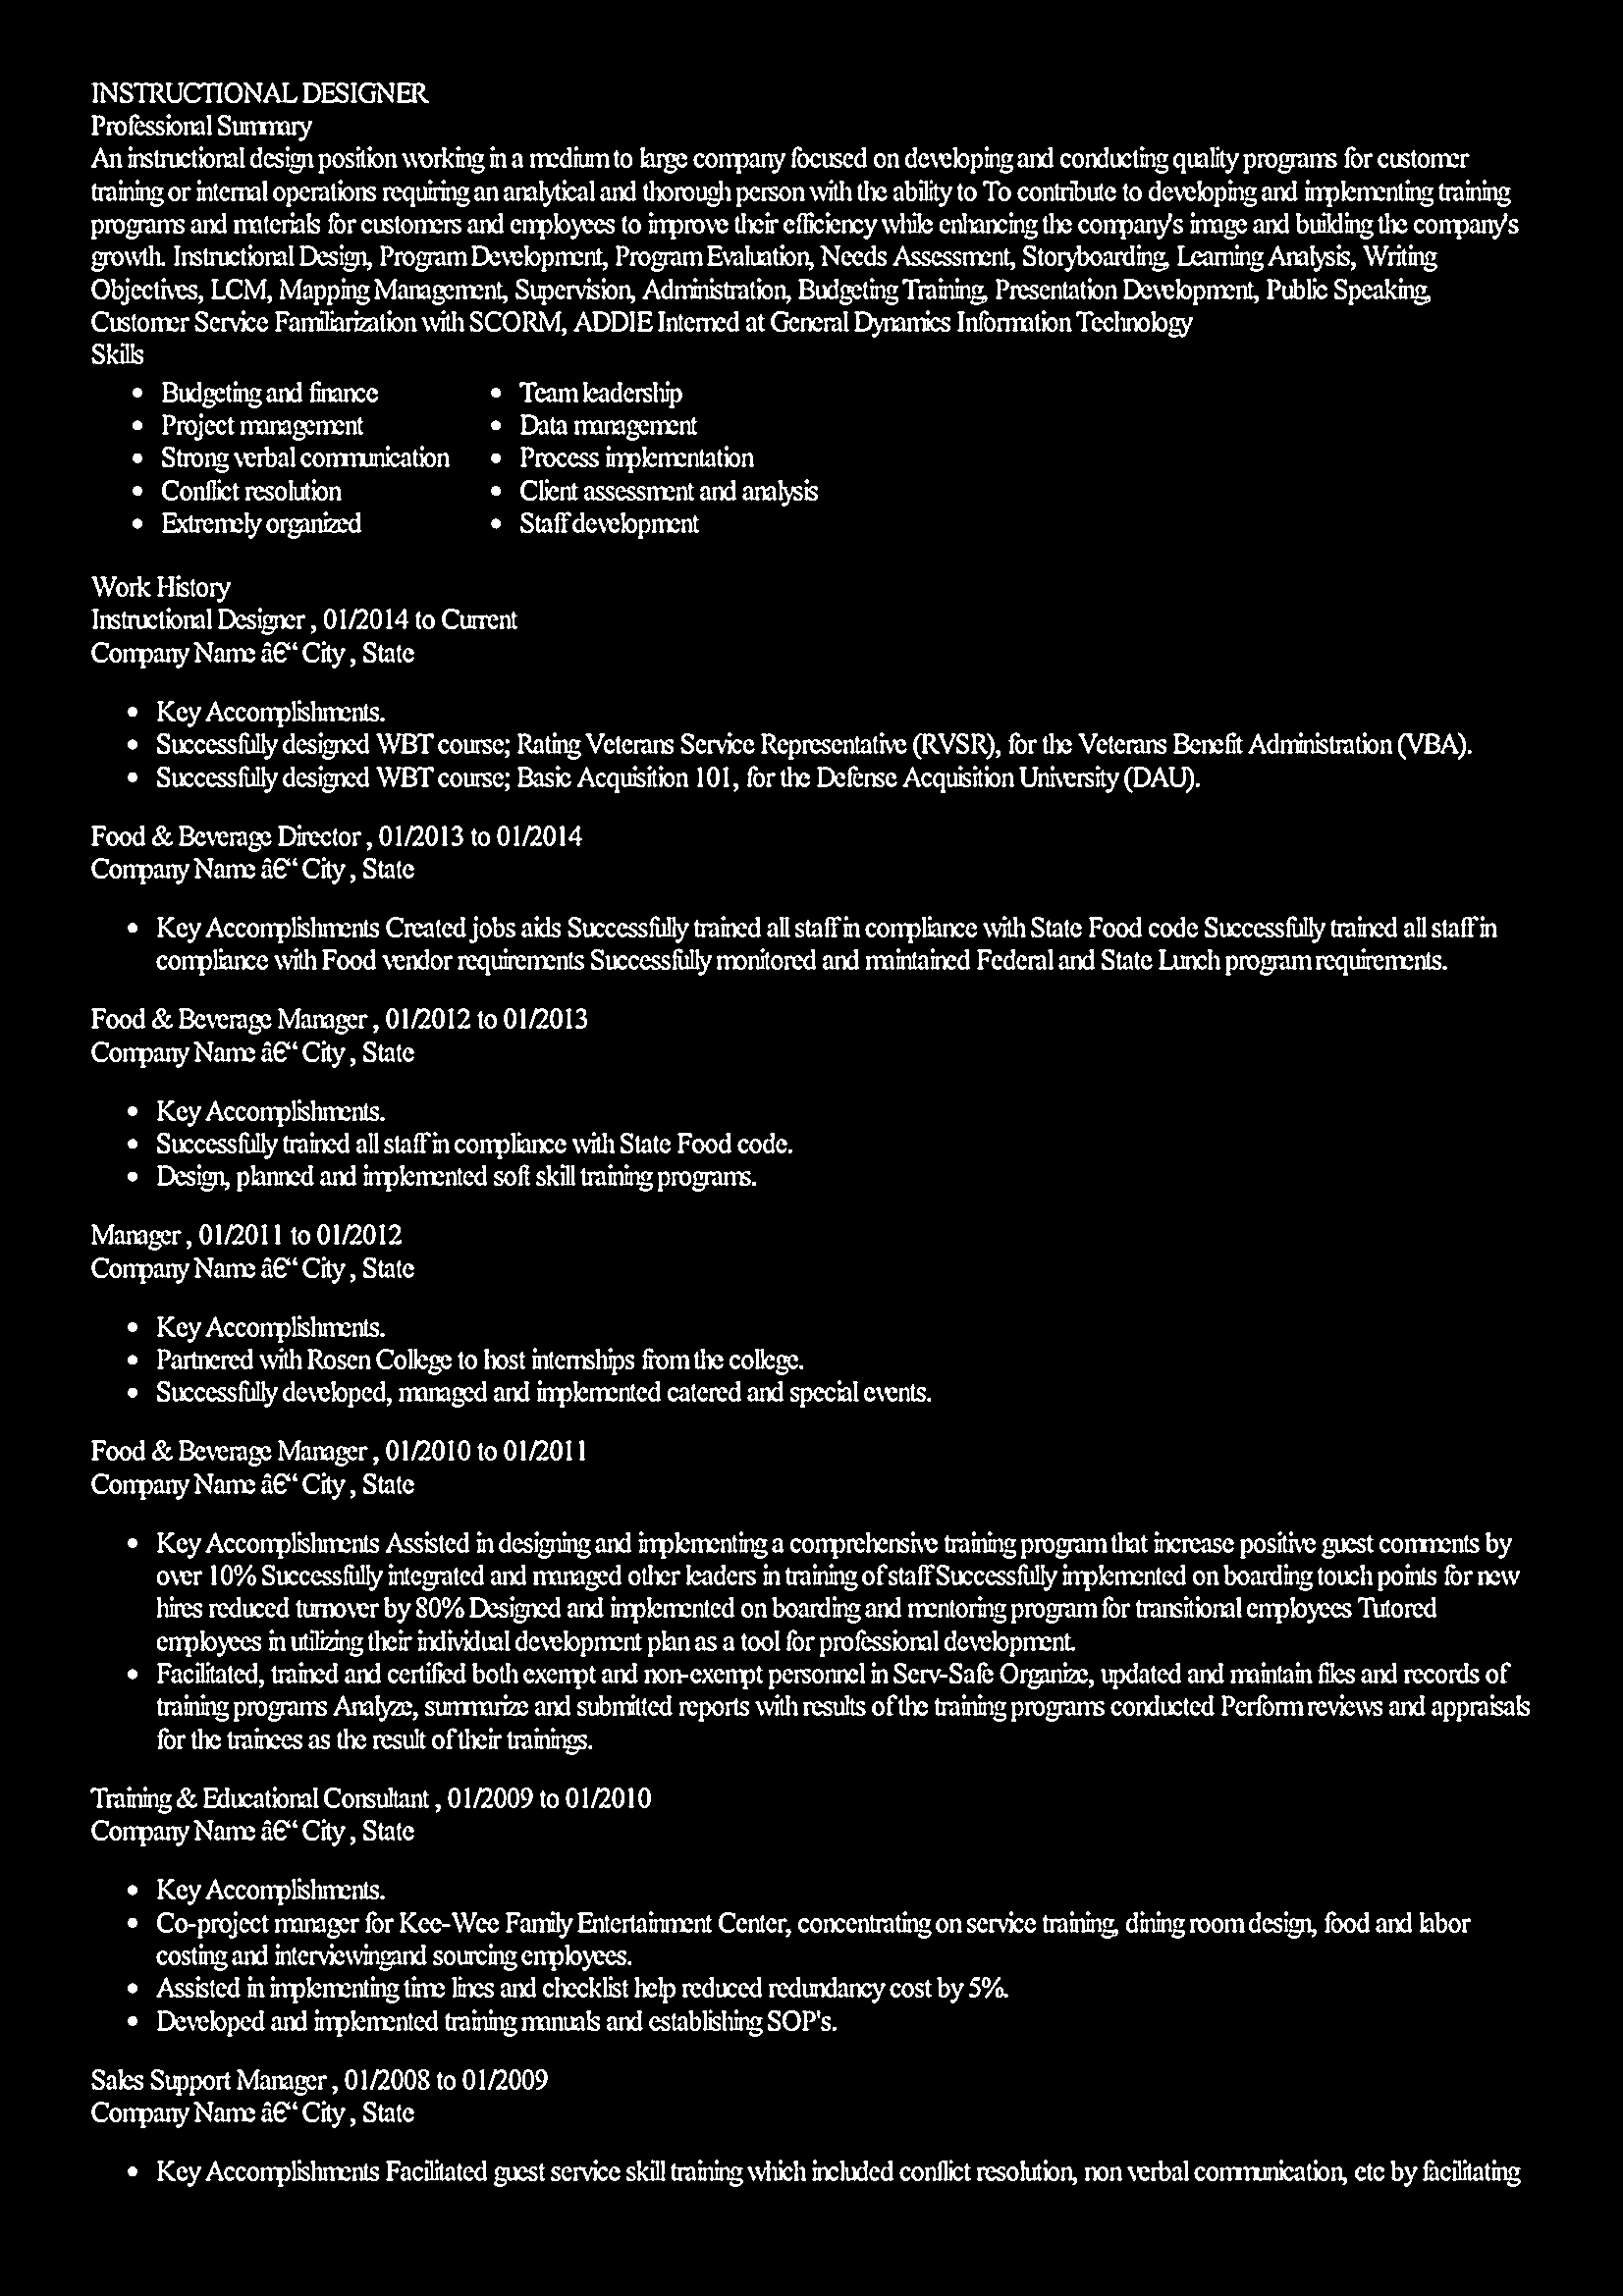 INSTRUCTIONAL DESIGNER
Professional Summary
An instructional design position working in a medium to large company focused on developing and conducting quality programs for customer
training or internal operations requiring an analytical and thorough person with the ability to To contribute to developing and implementing training
programs and materials for customers and employees to improve their efficiency while enhancing the company's image and building the company's
growth. Instructional Design, Program Development, Program Evaluation, Needs Assessment, Storyboarding, Learning Analysis, Writing
Objectives, LCM, Mapping Management, Supervision, Administration, Budgeting Training, Presentation Development, Public Speaking,
Customer Service Familiarization with SCORM, ADDIE Interned at General Dynamics Information Technology
Skills
• Budgeting and finance
• Project management
• Strong verbal communication
• Conflict resolution
• Extremely organized
• Team leadership
• Data management
• Process implementation
• Client assessment and analysis
• Staff development
Work History
Instructional Designer , 01/2014 to Current
Company Name â€“ City , State
• Key Accomplishments.
• Successfully designed WBT course; Rating Veterans Service Representative (RVSR), for the Veterans Benefit Administration (VBA).
• Successfully designed WBT course; Basic Acquisition 101, for the Defense Acquisition University (DAU).
Food & Beverage Director , 01/2013 to 01/2014
Company Name â€“ City , State
• Key Accomplishments Created jobs aids Successfully trained all staff in compliance with State Food code Successfully trained all staff in
compliance with Food vendor requirements Successfully monitored and maintained Federal and State Lunch program requirements.
Food & Beverage Manager , 01/2012 to 01/2013
Company Name â€“ City , State
• Key Accomplishments.
• Successfully trained all staff in compliance with State Food code.
• Design, planned and implemented soft skill training programs.
Manager , 01/2011 to 01/2012
Company Name â€“ City , State
• Key Accomplishments.
• Partnered with Rosen College to host internships from the college.
• Successfully developed, managed and implemented catered and special events.
Food & Beverage Manager , 01/2010 to 01/2011
Company Name â€“ City , State
• Key Accomplishments Assisted in designing and implementing a comprehensive training program that increase positive guest comments by
over 10% Successfully integrated and managed other leaders in training of staff Successfully implemented on boarding touch points for new
hires reduced turnover by 80% Designed and implemented on boarding and mentoring program for transitional employees Tutored
employees in utilizing their individual development plan as a tool for professional development.
• Facilitated, trained and certified both exempt and non-exempt personnel in Serv-Safe Organize, updated and maintain files and records of
training programs Analyze, summarize and submitted reports with results of the training programs conducted Perform reviews and appraisals
for the trainees as the result of their trainings.
Training & Educational Consultant , 01/2009 to 01/2010
Company Name â€“ City , State
• Key Accomplishments.
• Co-project manager for Kee-Wee Family Entertainment Center, concentrating on service training, dining room design, food and labor
costing and interviewingand sourcing employees.
• Assisted in implementing time lines and checklist help reduced redundancy cost by 5%.
• Developed and implemented training manuals and establishing SOP's.
Sales Support Manager , 01/2008 to 01/2009
Company Name â€“ City , State
• Key Accomplishments Facilitated guest service skill training which included conflict resolution, non verbal communication, etc by facilitating